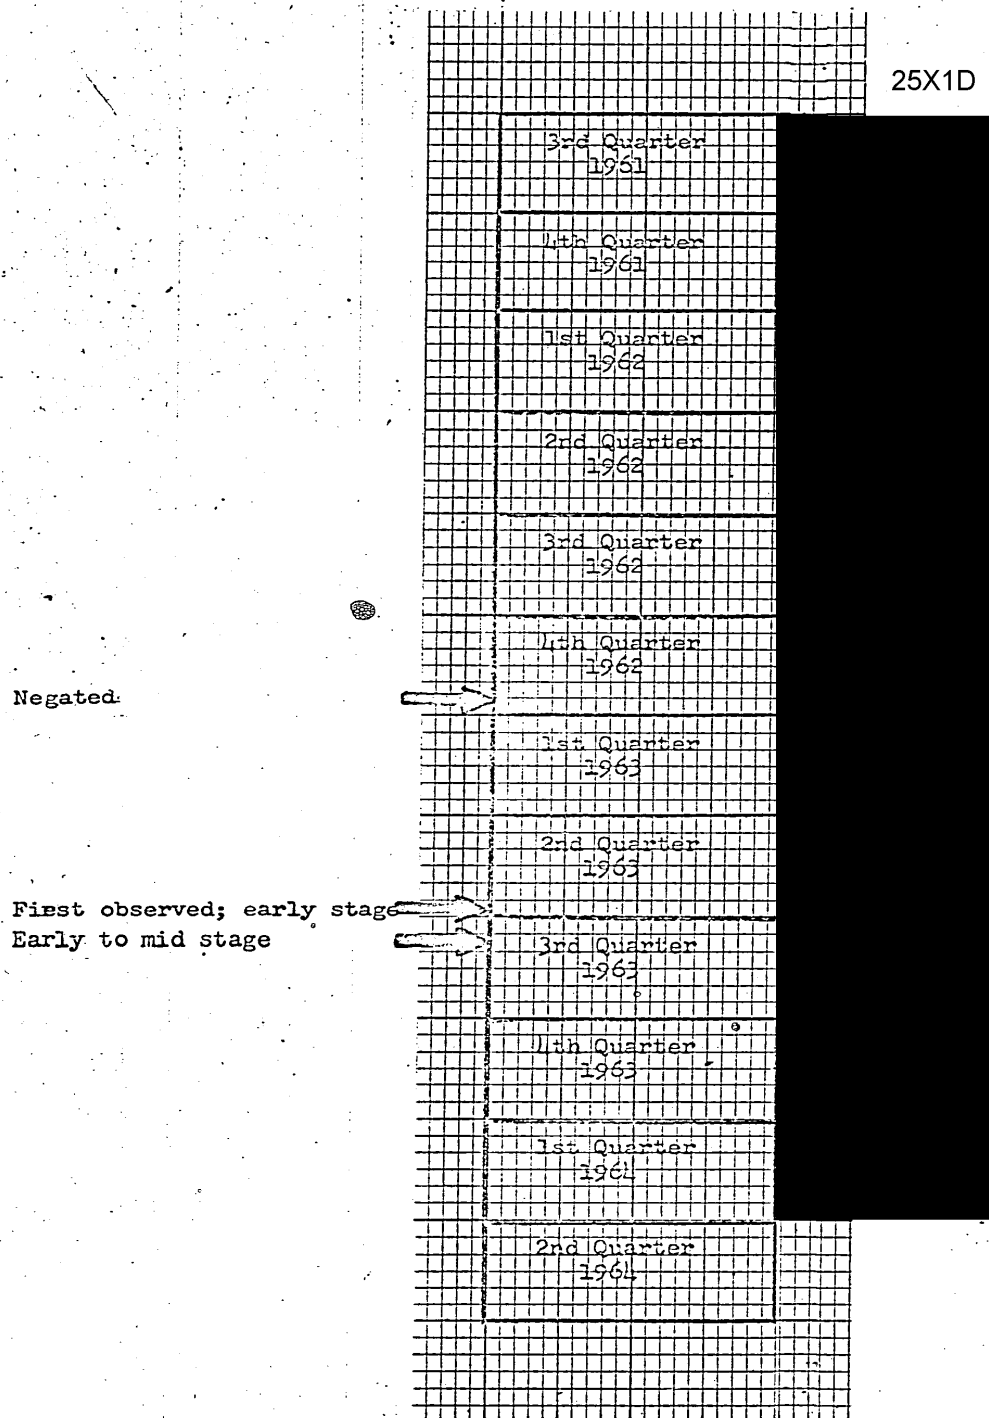 25X1D
3rd Quarter
1961
4th Quarter
1961
1st Quarter
1962
2nd Quarter
1962
3rd Quarter
1962
4th Quarter
1962
Negated
1st Quarter
1963
2nd Quarter
1963
First observed; early stage
Early to mid stage
3rd Quarter
1963
4th Quarter
1963
1st Quarter
1964
2nd Quarter
1964